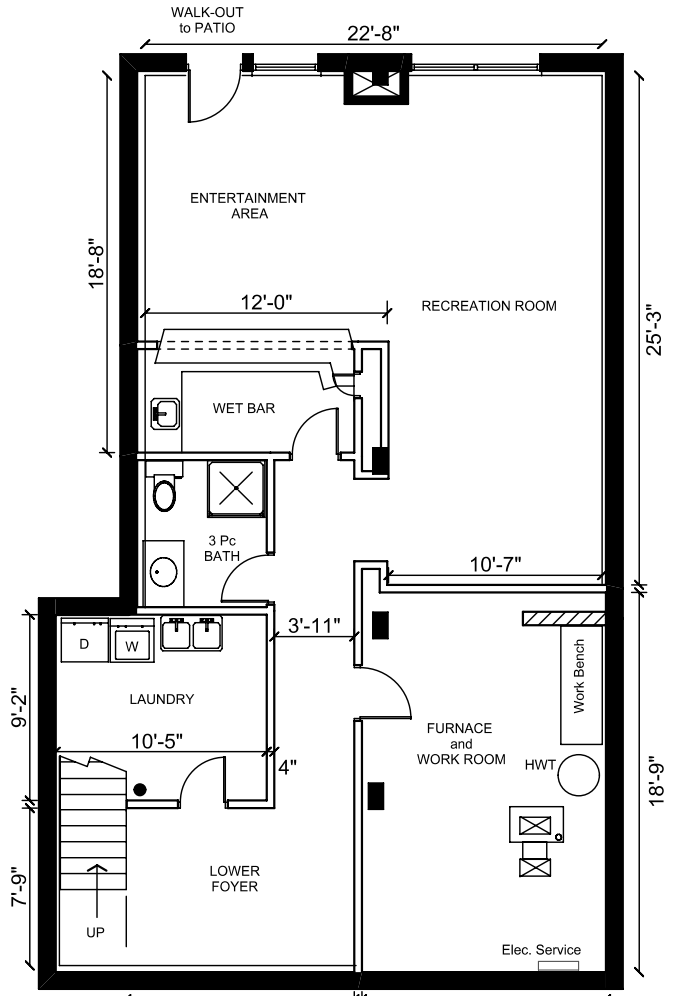 WALK-OUT
to PATIO
22'-8"
ENTERTAINMENT
AREA
18'-8"
12'-0"
RECREATION ROOM
25'-3"
WET BAR
3 Pc
BATH
10'-7"
3'-11"
D
W
Work Bench
LAUNDRY
9'-2"
FURNACE
and
WORK ROOM
10'-5"
4"
HWT
18'-9"
LOWER
FOYER
7'-9"
UP
Elec. Service